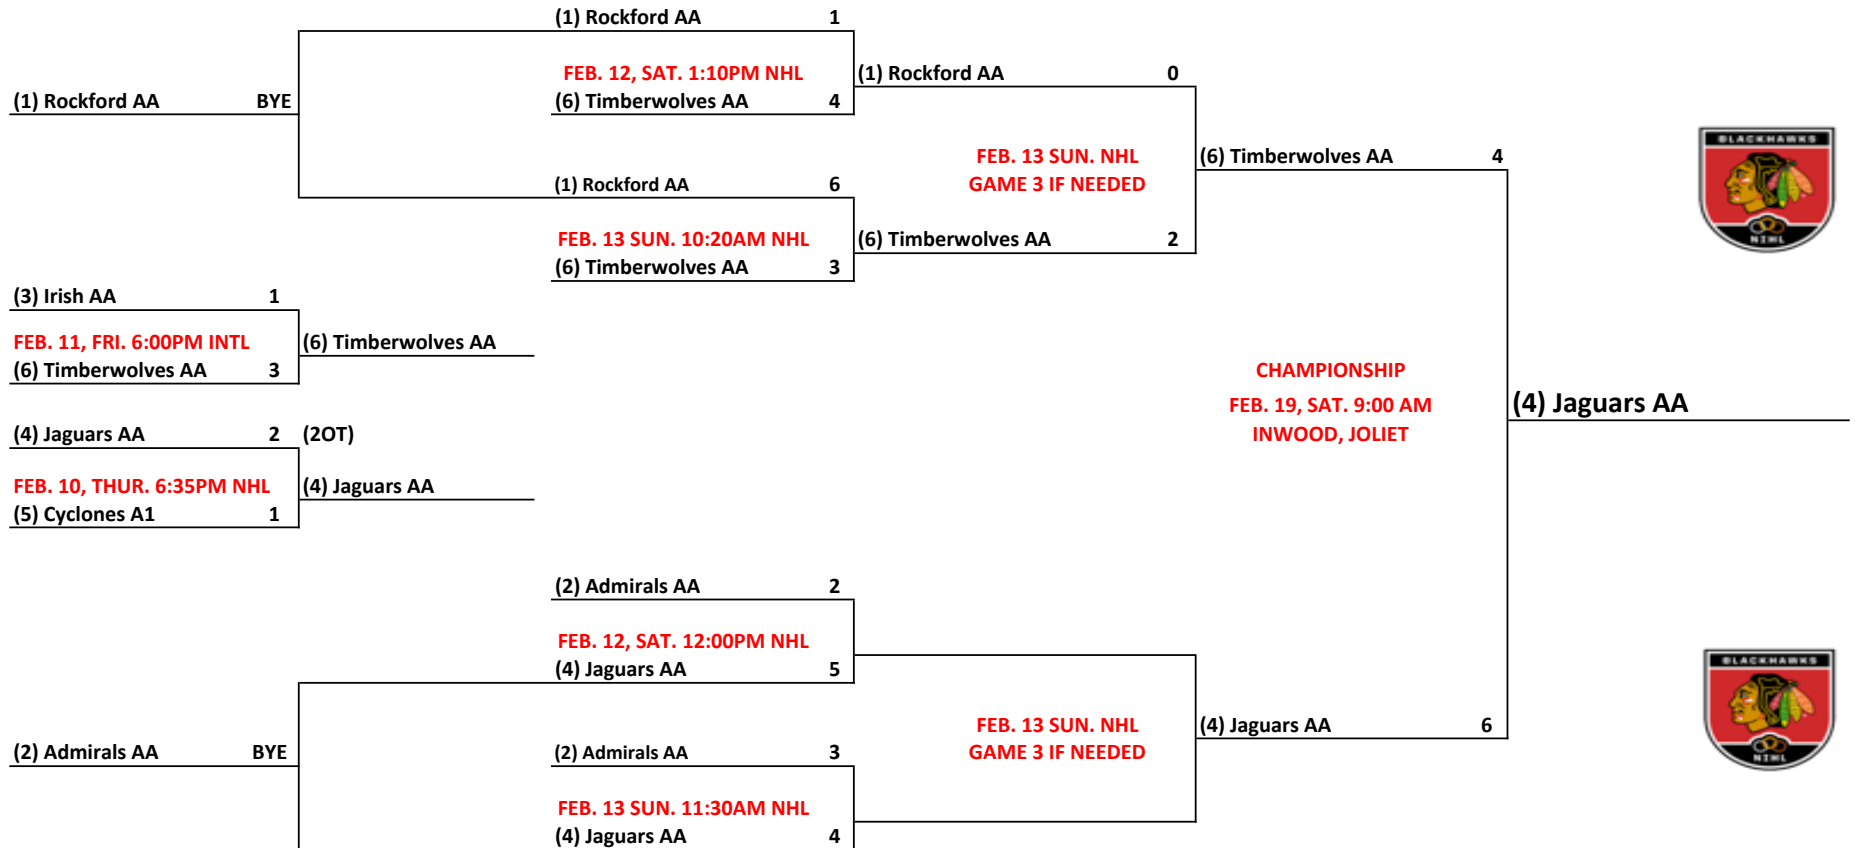 (1) Rockford AA 1
FEB. 12, SAT. 1:10PM NHL
(1) Rockford AA 0
(1) Rockford AA BYE
(6) Timberwolves AA 4
BLACKHAWKS
FEB. 13 SUN. NHL
(6) Timberwolves AA 4
(1) Rockford AA 6
GAME 3 IF NEEDED
NIHL
FEB. 13 SUN. 10:20AM NHL
(6) Timberwolves AA 2
(6) Timberwolves AA 3
(3) Irish AA 1
FEB. 11, FRI. 6:00PM INTL
(6) Timberwolves AA
(6) Timberwolves AA 3
CHAMPIONSHIP
FEB. 19, SAT. 9:00 AM
(4) Jaguars AA
(4) Jaguars AA 2 (2OT)
INWOOD, JOLIET
FEB. 10, THUR. 6:35PM NHL
(4) Jaguars AA
(5) Cyclones A1 1
(2) Admirals AA 2
FEB. 12, SAT. 12:00PM NHL
(4) Jaguars AA 5
BLACKHAWKS
FEB. 13 SUN. NHL
(4) Jaguars AA 6
(2) Admirals AA BYE
(2) Admirals AA 3
GAME 3 IF NEEDED
NIHL
FEB. 13 SUN. 11:30AM NHL
(4) Jaguars AA 4